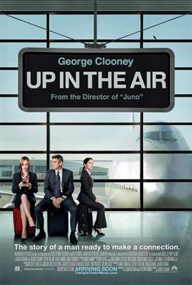 George Clooney
UP IN THE AIR
From the Director of "Juno"
The story of a man ready to make a connection.
ARRIVING SOON